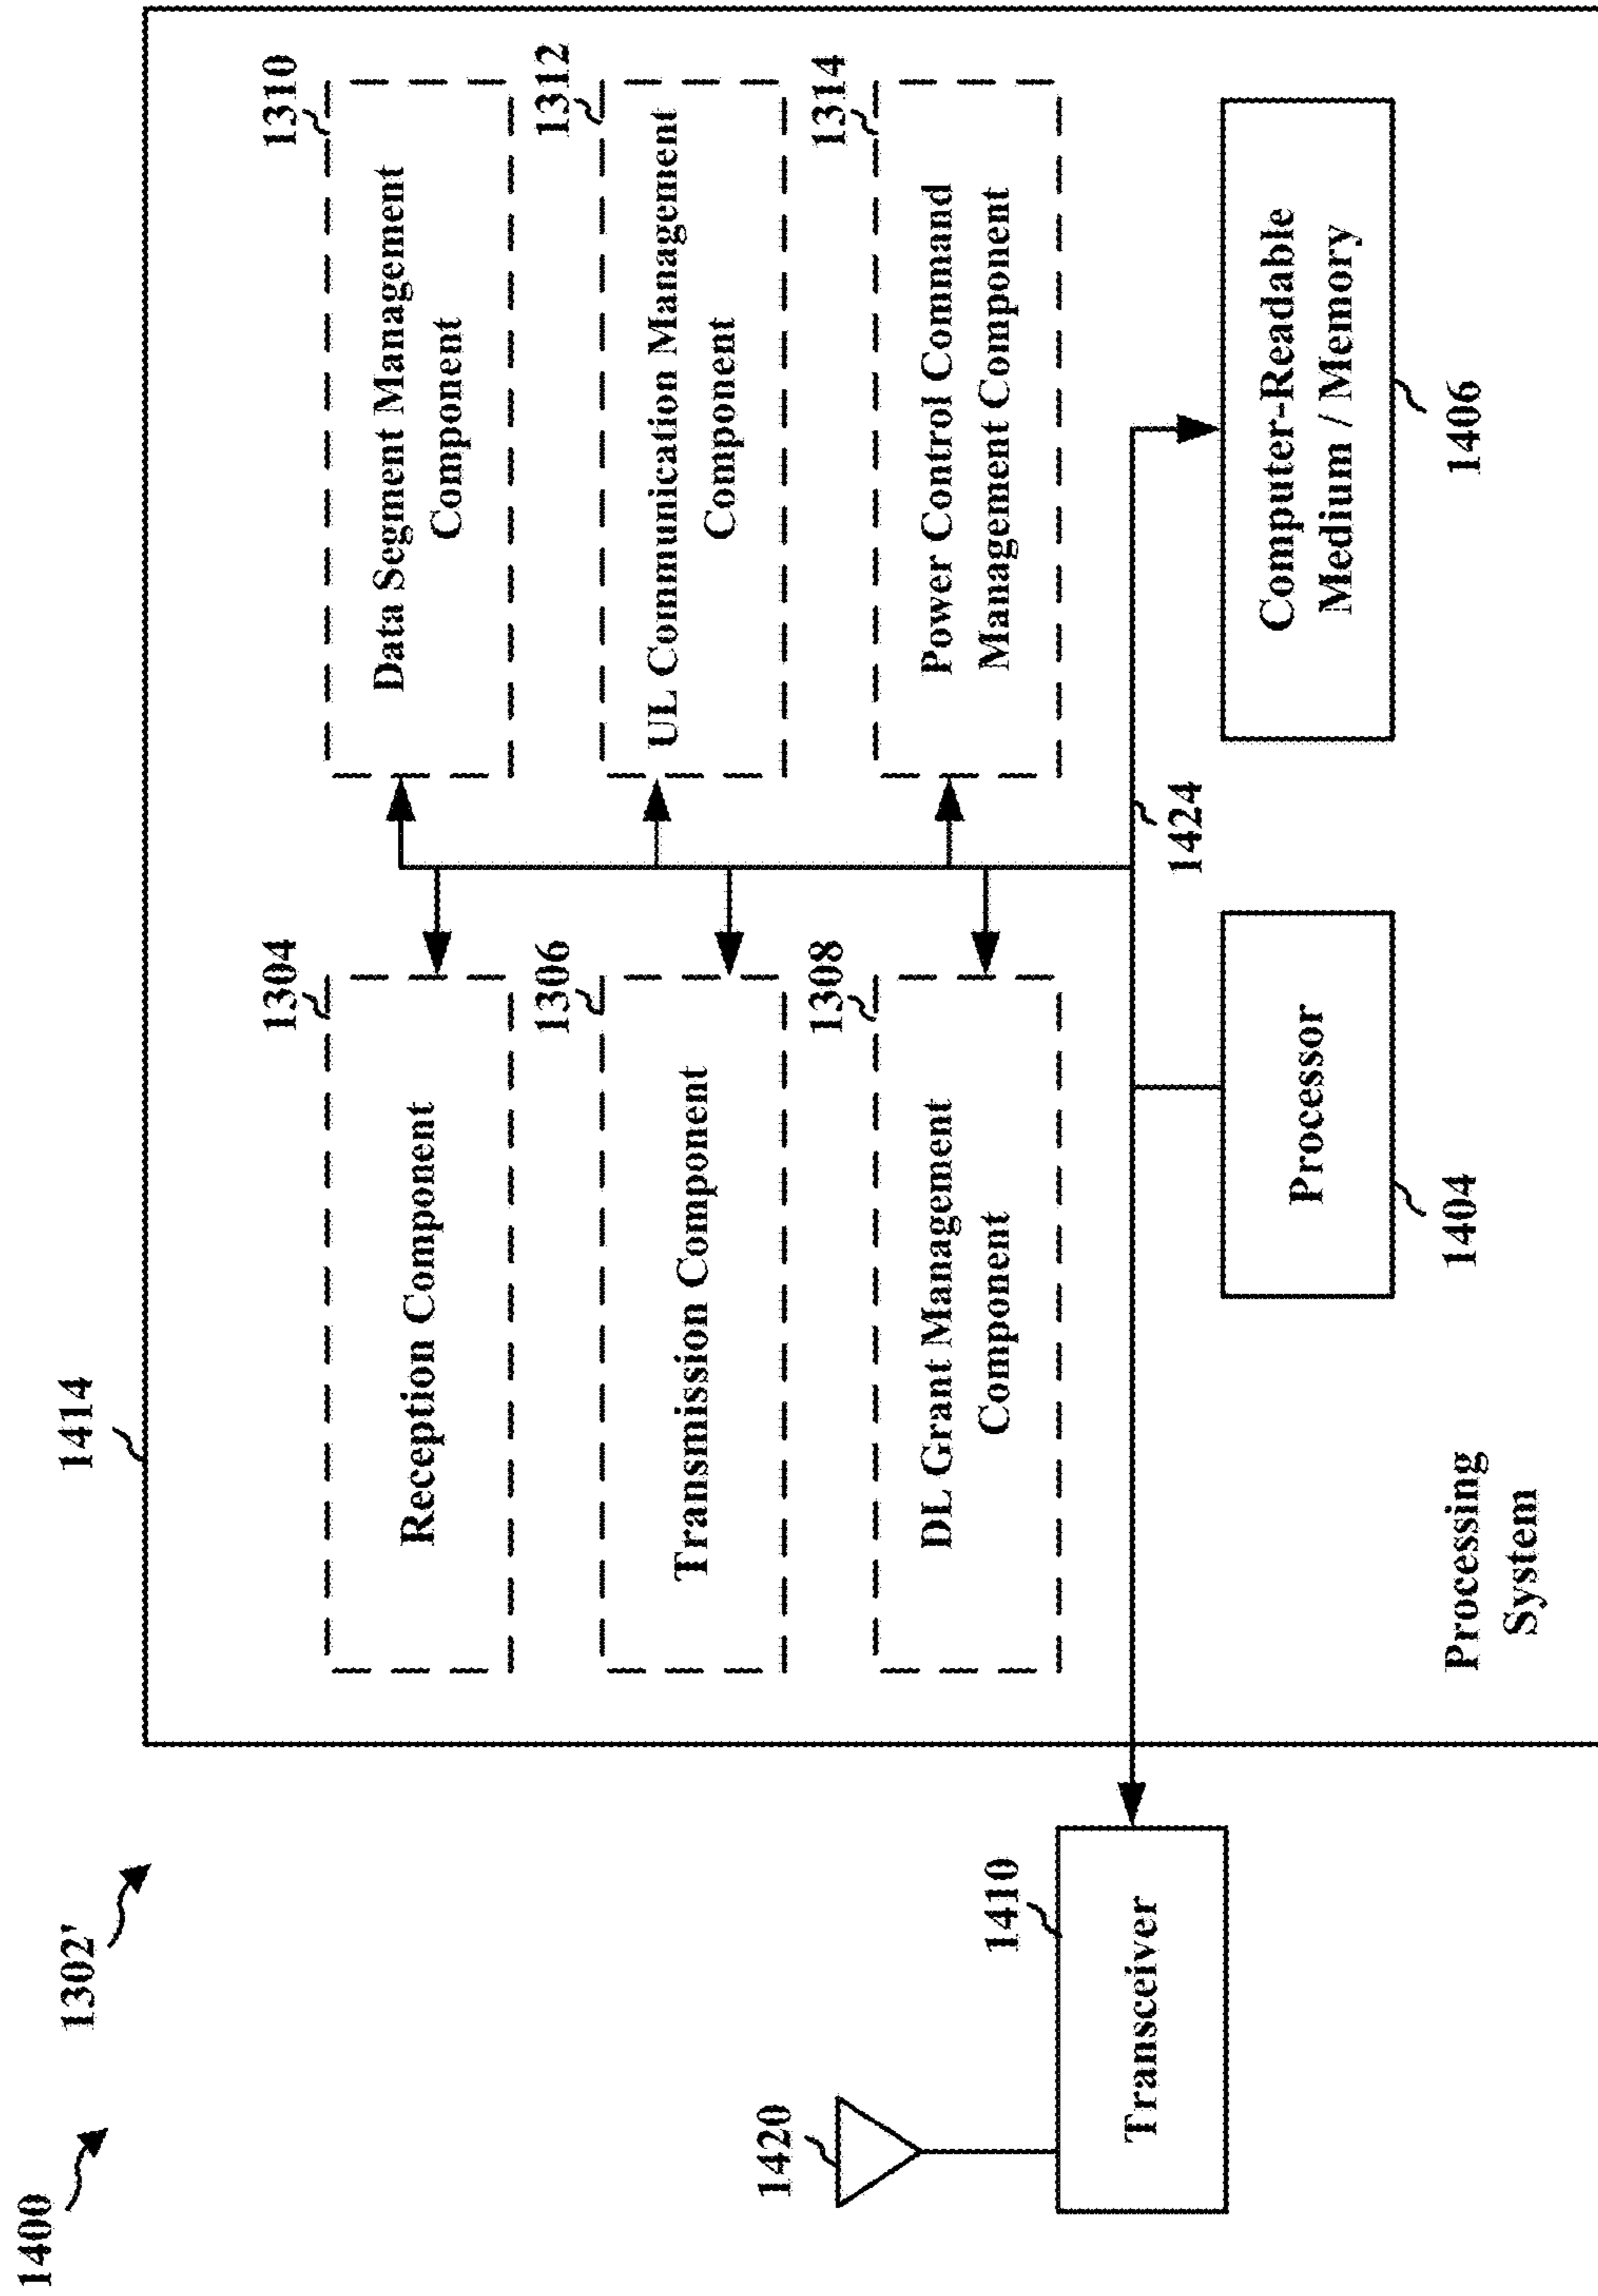 1400
1302'
1414
1304
Reception Component
1310
Data Segment Management
Component
1306
Transmission Component
1312
UL Communication Management
Component
1308
DL Grant Management
Component
1314
Power Control Command
Management Component
1420
1410
Transceiver
1424
Processor
1404
Computer-Readable
Medium / Memory
1406
Processing
System